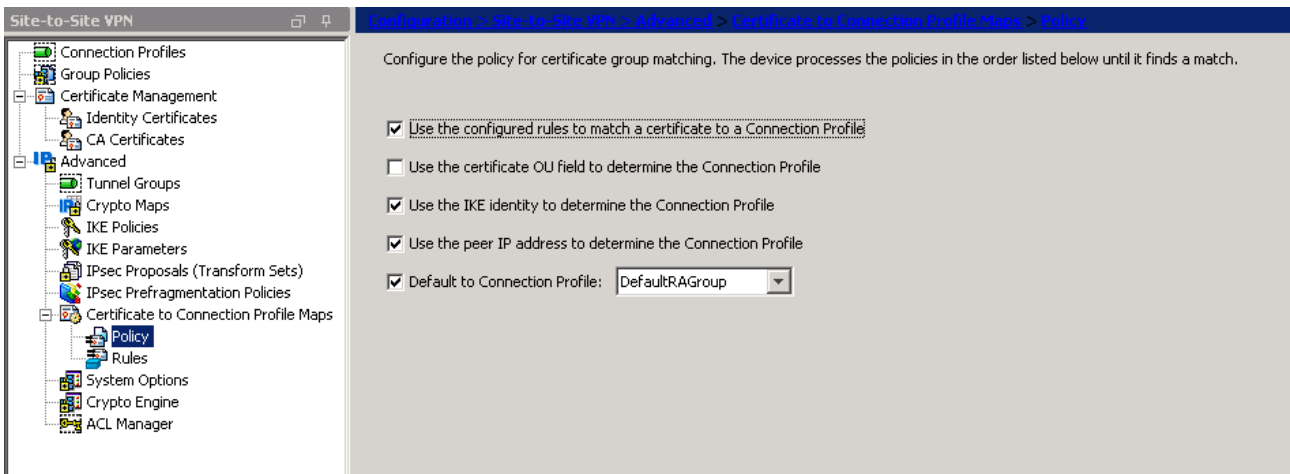 Site-to-Site VPN
Connection Profiles
Group Policies
Certificate Management
Identity Certificates
CA Certificates
Advanced
Tunnel Groups
Crypto Maps
IKE Policies
IKE Parameters
IPsec Proposals (Transform Sets)
IPsec Prefragmentation Policies
Certificate to Connection Profile Maps
Policy
Rules
System Options
Crypto Engine
ACL Manager
Configuration > Site-to-Site VPN > Advanced > Certificate to Connection Profile Maps > Policy
Configure the policy for certificate group matching. The device processes the policies in the order listed below until it finds a match.
Use the configured rules to match a certificate to a Connection Profile
Use the certificate OU field to determine the Connection Profile
Use the IKE identity to determine the Connection Profile
Use the peer IP address to determine the Connection Profile
Default to Connection Profile: DefaultRAGroup